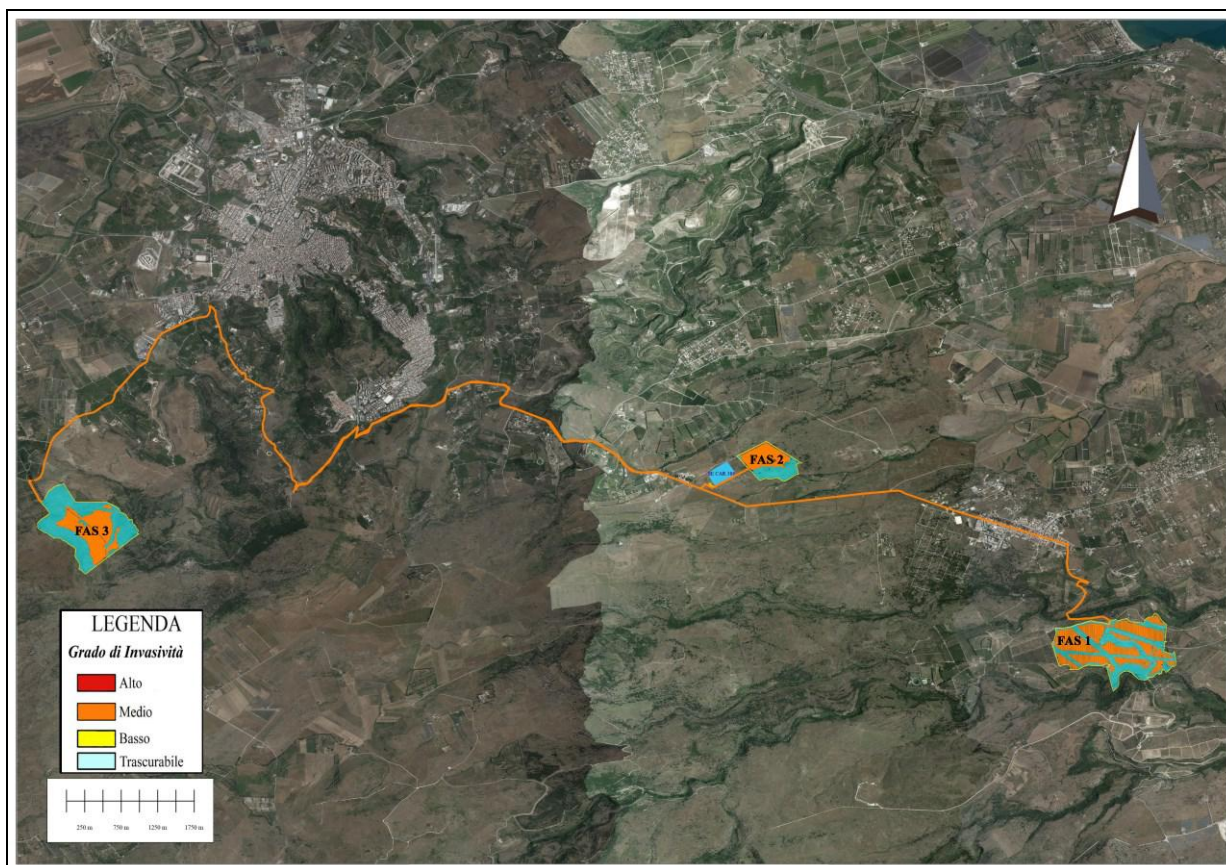 FAS 2
FAS 3
FAS 1
LEGENDA
Grado di Invasività
Alto
Medio
Basso
Trascurabile
250 m 750 m 1250 m 1750 m